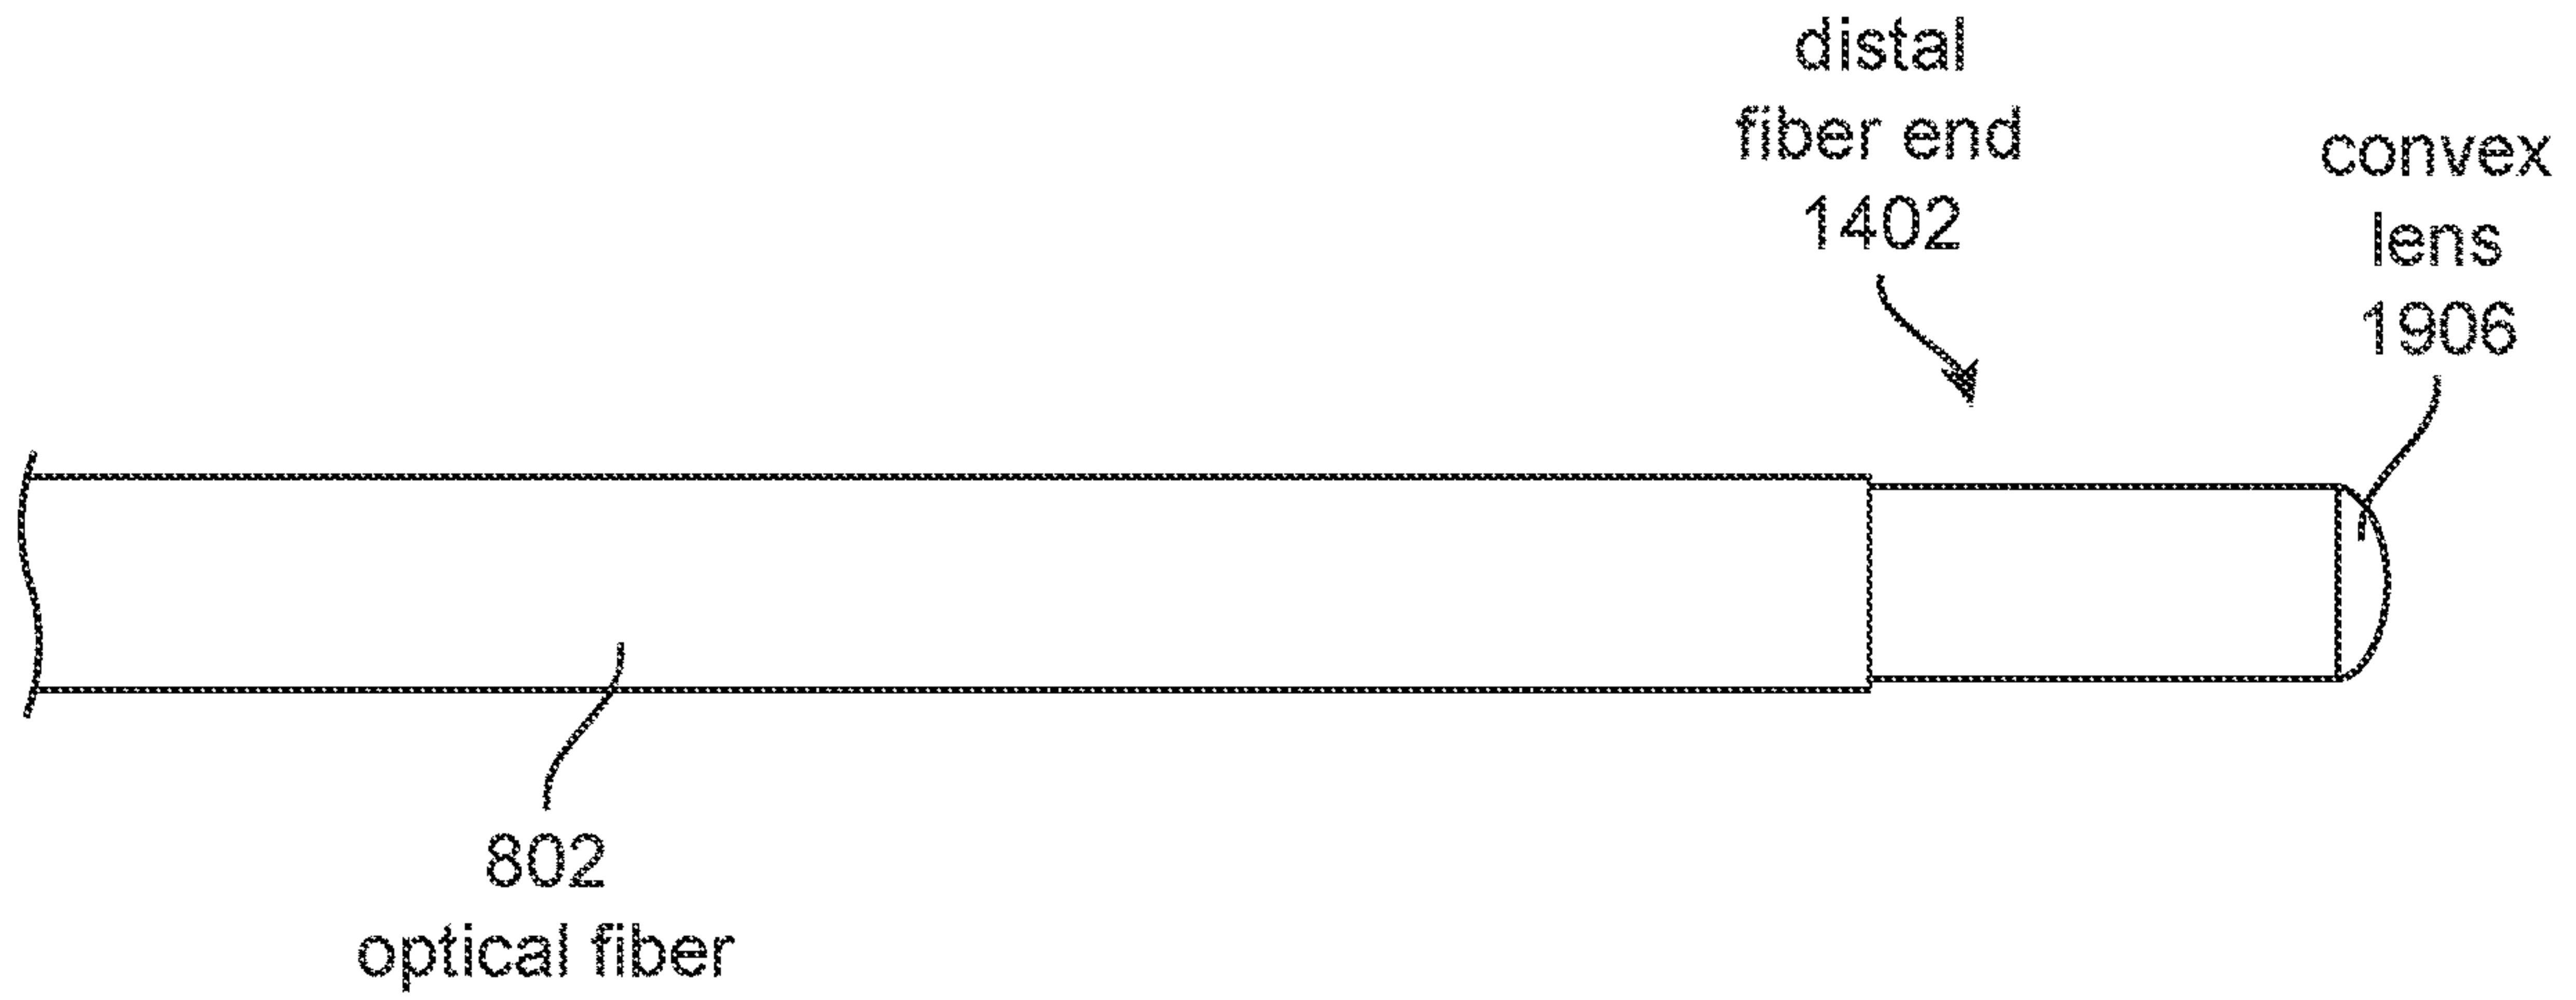 distal
fiber end
1402
convex
lens
1906
802
optical fiber